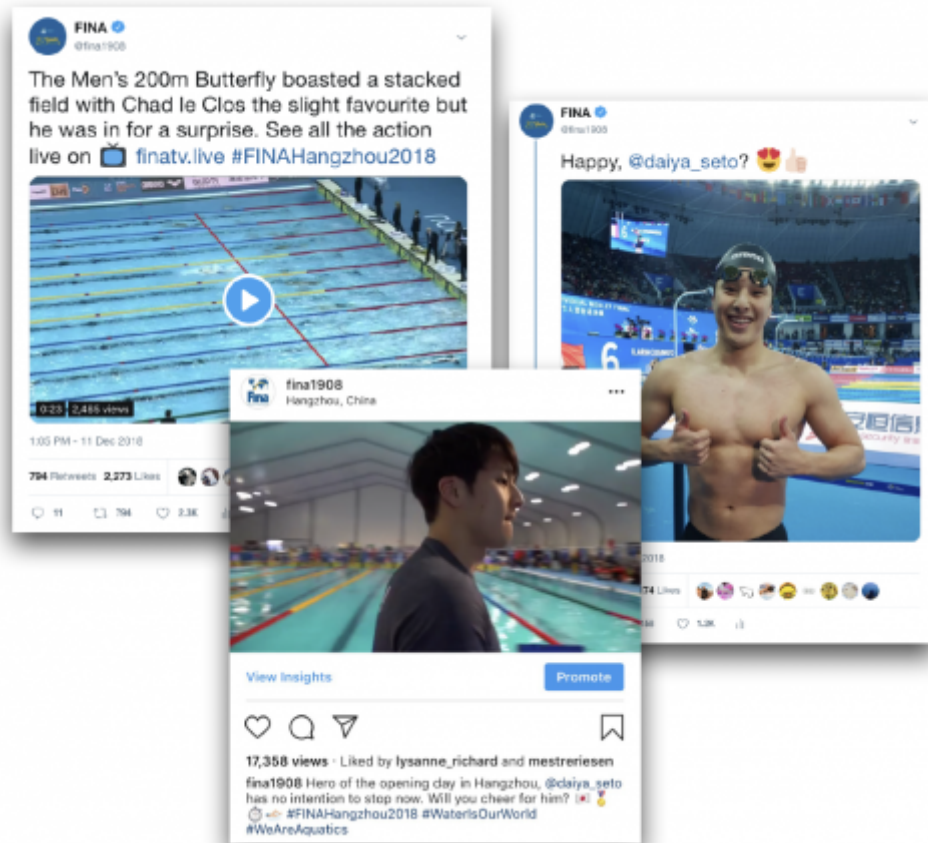 FINA
@fina1908
The Men's 200m Butterfly boasted a stacked
field with Chad le Clos the slight favourite but
he was in for a surprise. See all the action
live on 📺 finatv.live #FINAHangzhou2018
0:23 2,485 views
1:05 PM - 11 Dec 2018
794 Retweets 2,273 Likes
11 794 2.3K
FINA
@fina1908
Happy, @daiya_seto? 😍👍
arena
6
6
2018
74 Likes
1.2K
Fina
fina1908
Hangzhou, China
View Insights
Promote
17,358 views · Liked by lysanne_richard and mestreriesen
fina1908 Hero of the opening day in Hangzhou, @daiya_seto
has no intention to stop now. Will you cheer for him? 🇯🇵 🏅
#FINAHangzhou2018 #WaterIsOurWorld
#WeAreAquatics